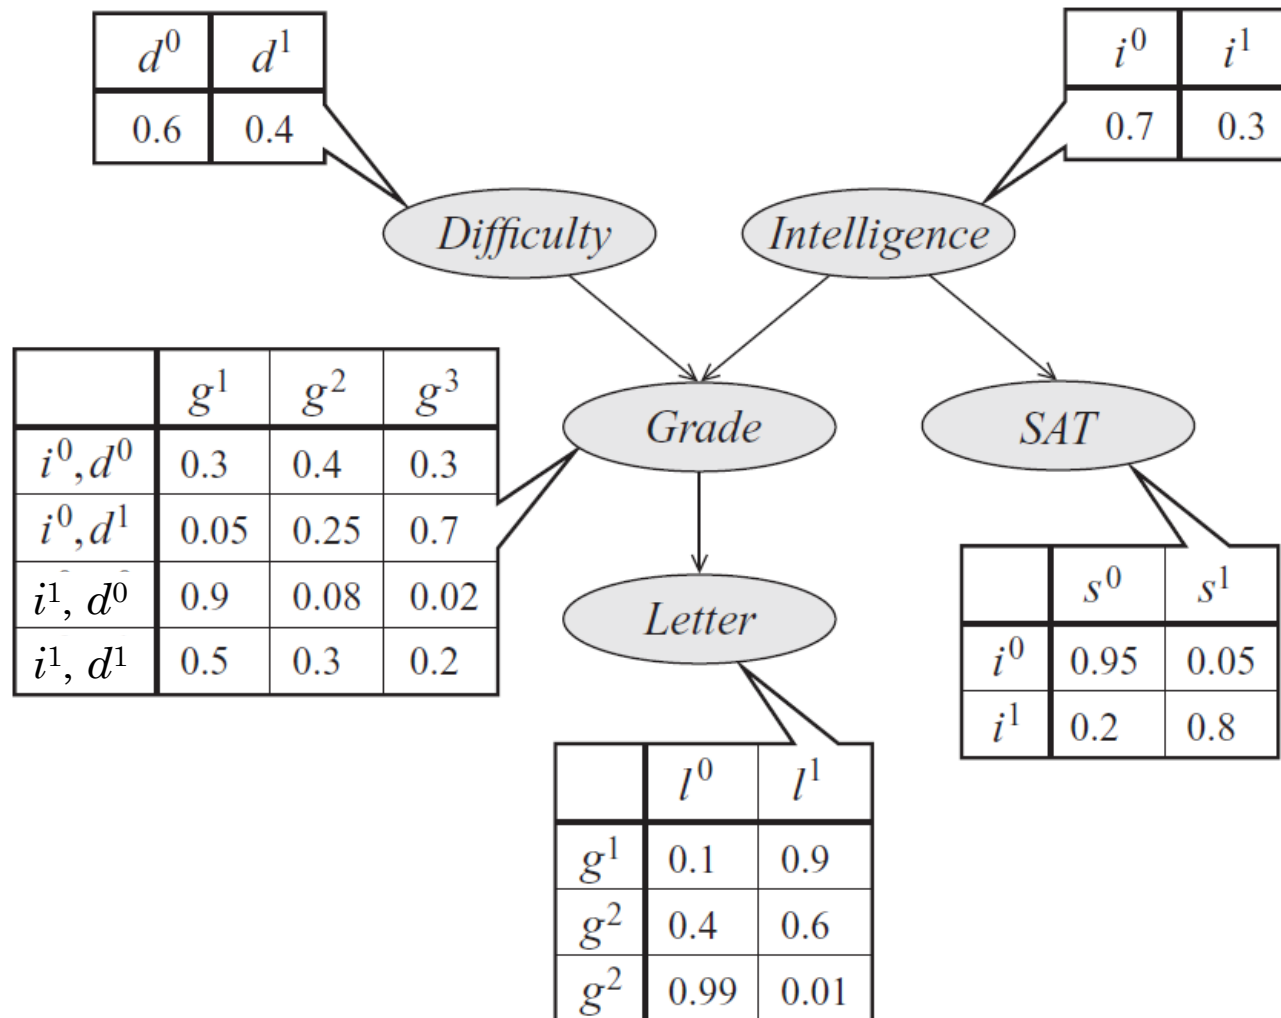 d⁰ d¹
0.6 0.4
i⁰ i¹
0.7 0.3
Difficulty
Intelligence
g¹ g² g³
i⁰, d⁰ 0.3 0.4 0.3
i⁰, d¹ 0.05 0.25 0.7
i¹, d⁰ 0.9 0.08 0.02
i¹, d¹ 0.5 0.3 0.2
Grade
SAT
Letter
s⁰ s¹
i⁰ 0.95 0.05
i¹ 0.2 0.8
l⁰ l¹
g¹ 0.1 0.9
g² 0.4 0.6
g² 0.99 0.01